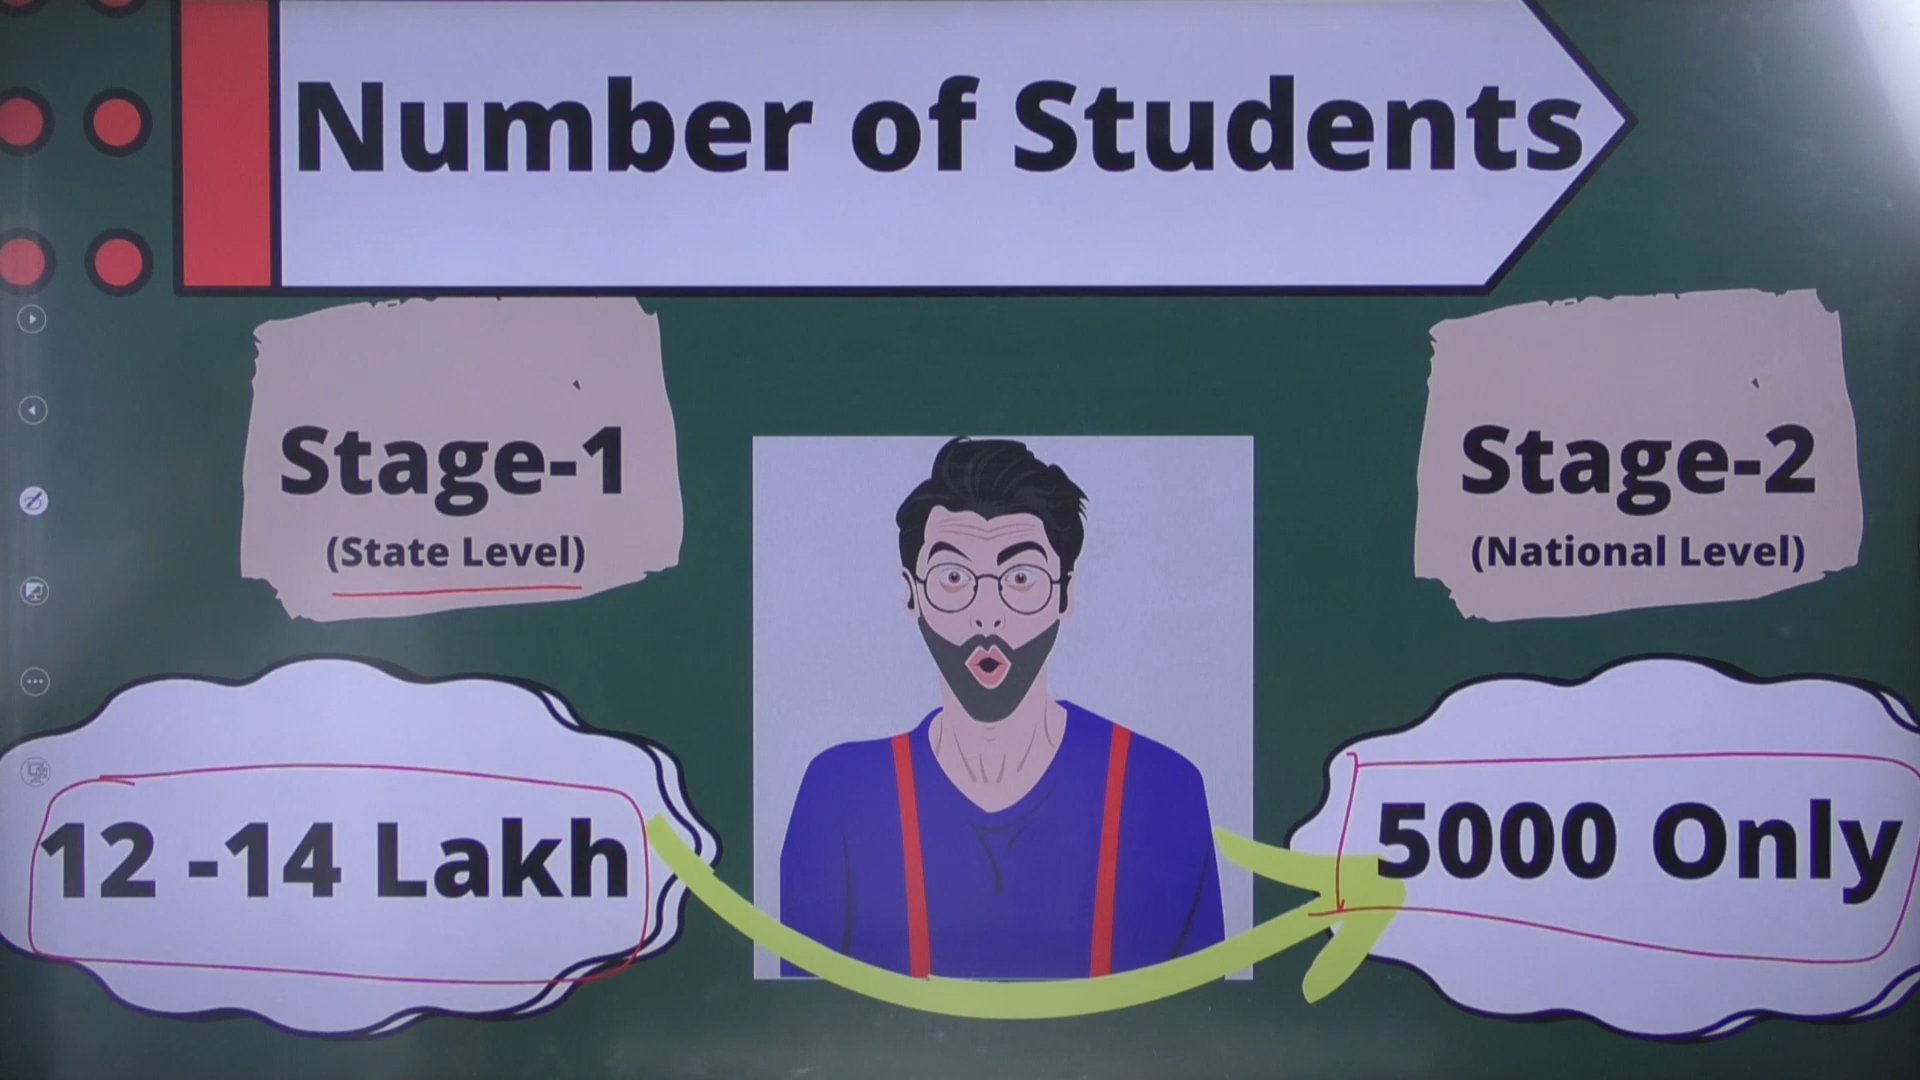 Number of Students
Stage-1
(State Level)
Stage-2
(National Level)
12 -14 Lakh
5000 Only